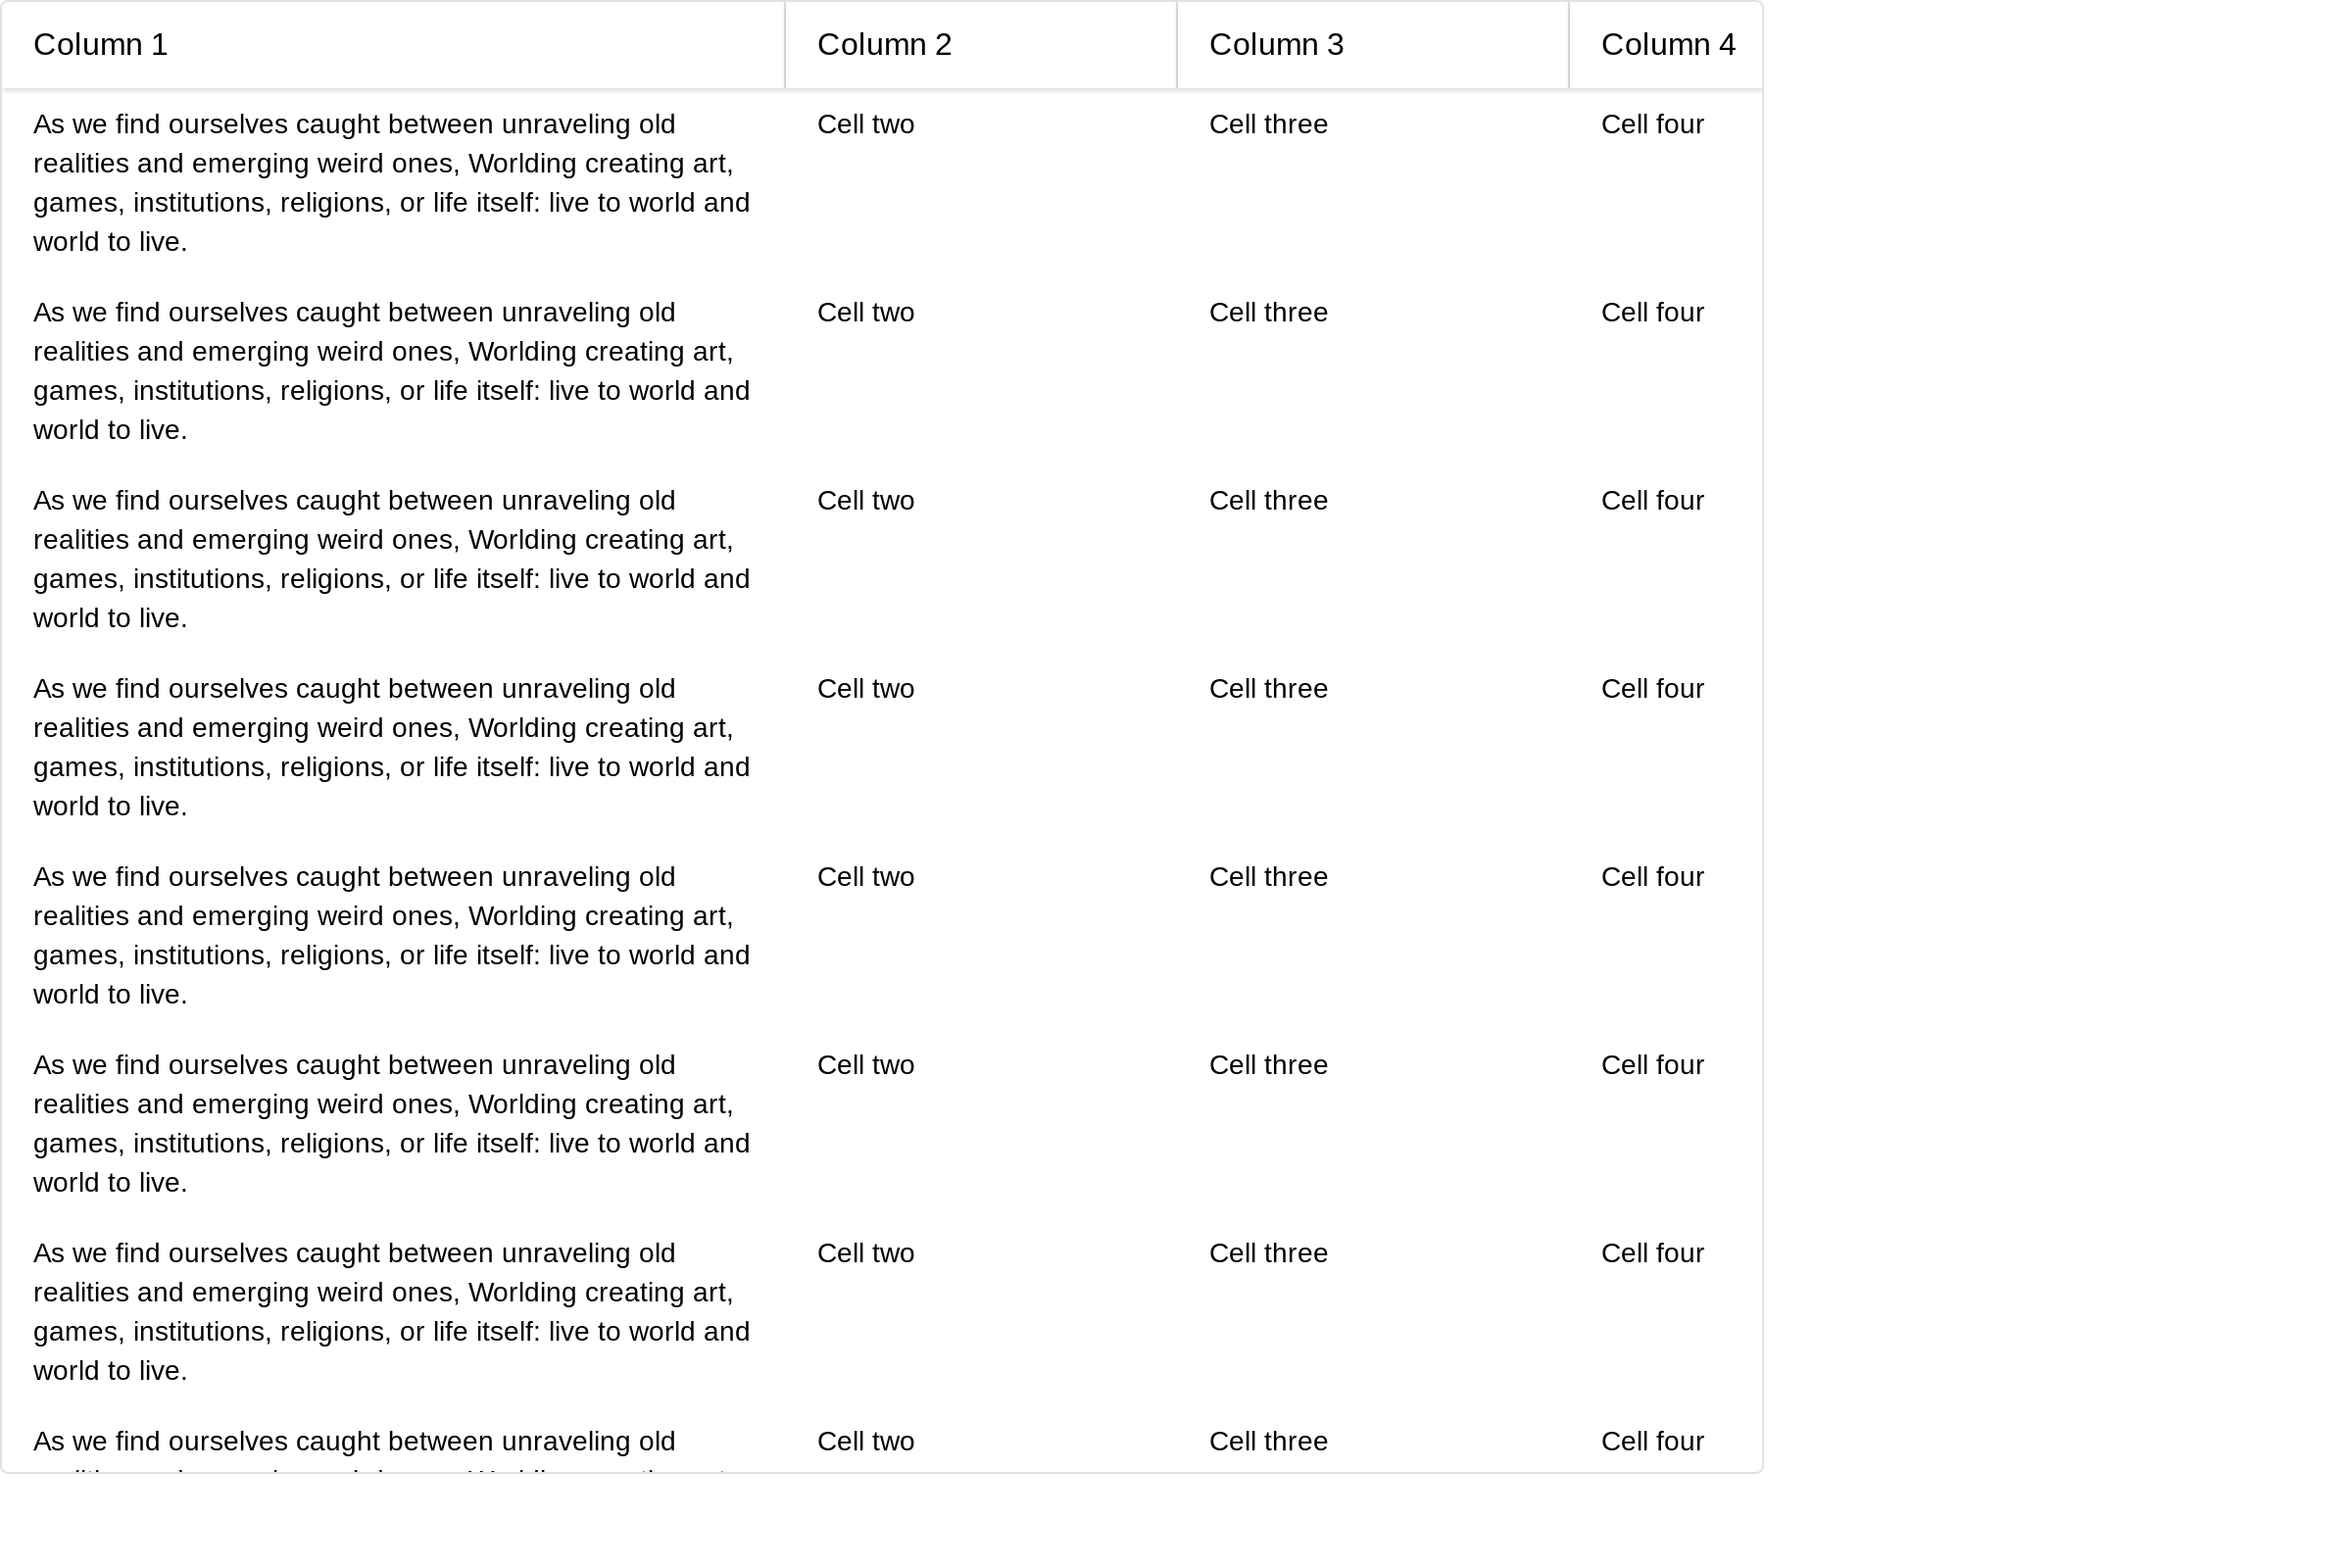 Column 1 Column 2 Column 3 Column 4
As we find ourselves caught between unraveling old Cell two Cell three Cell four
realities and emerging weird ones, Worlding creating art,
games, institutions, religions, or life itself: live to world and
world to live.
As we find ourselves caught between unraveling old Cell two Cell three Cell four
realities and emerging weird ones, Worlding creating art,
games, institutions, religions, or life itself: live to world and
world to live.
As we find ourselves caught between unraveling old Cell two Cell three Cell four
realities and emerging weird ones, Worlding creating art,
games, institutions, religions, or life itself: live to world and
world to live.
As we find ourselves caught between unraveling old Cell two Cell three Cell four
realities and emerging weird ones, Worlding creating art,
games, institutions, religions, or life itself: live to world and
world to live.
As we find ourselves caught between unraveling old Cell two Cell three Cell four
realities and emerging weird ones, Worlding creating art,
games, institutions, religions, or life itself: live to world and
world to live.
As we find ourselves caught between unraveling old Cell two Cell three Cell four
realities and emerging weird ones, Worlding creating art,
games, institutions, religions, or life itself: live to world and
world to live.
As we find ourselves caught between unraveling old Cell two Cell three Cell four
realities and emerging weird ones, Worlding creating art,
games, institutions, religions, or life itself: live to world and
world to live.
As we find ourselves caught between unraveling old Cell two Cell three Cell four